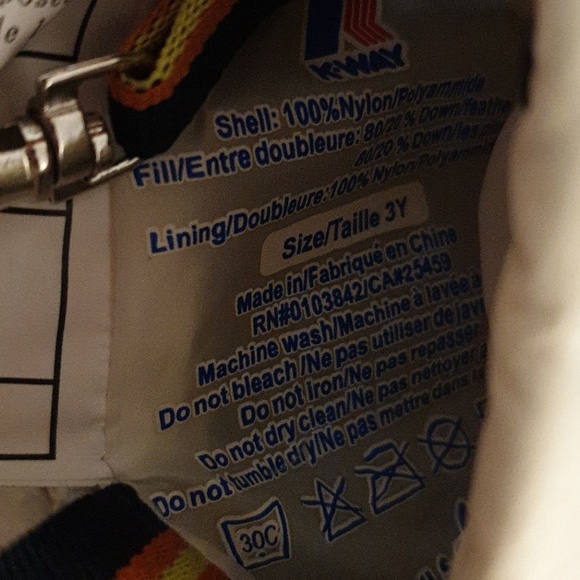 K-WAY
Shell: 100%Nylon/Polyammide
Fill/Entre doubleure: 80/20 % Down/feathe
80/20 % Down/
Lining/Doubleure:100% Nylon/Polyammi
Size/Taille 3Y
Made in/Fabriqué en Chine
RN#0103842/CA#25459
Machine wash/Machine à lavee a
Do not bleach /Ne pas utiliser de jav
Do not Iron/Ne pas repasser
Do not dry clean/Ne pas nettoyer
Do not tumble dry/Ne pas mettre dans
30C